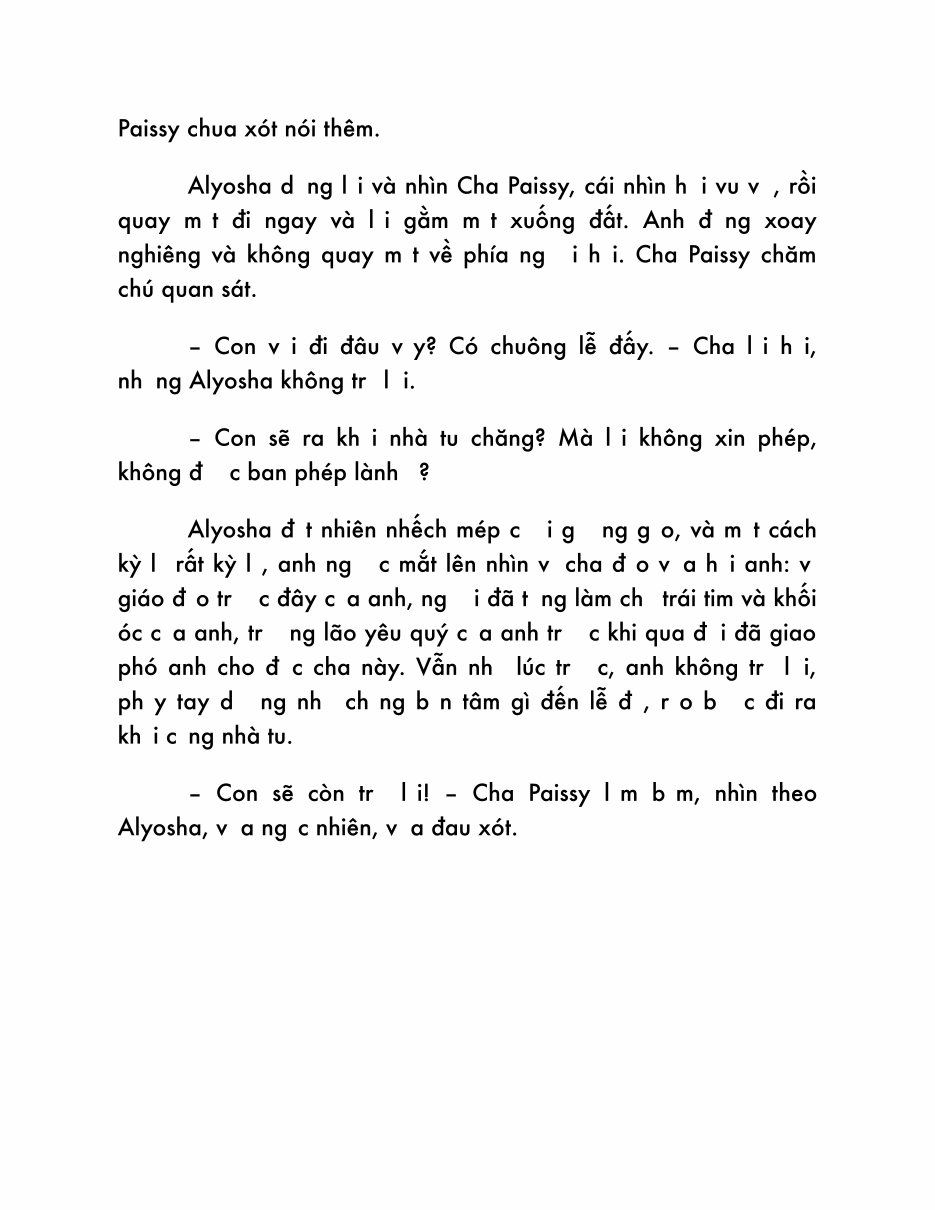 Paissy chua xót nói thêm.
Alyosha d ng l i và nhìn Cha Paissy, cái nhìn h i vu v , rồi
quay m t đi ngay và l i gằm m t xuống đất. Anh đ ng xoay
nghiêng và không quay m t về phía ng i h i. Cha Paissy chăm
chú quan sát.
– Con v i đi đâu v y? Có chuông lễ đấy. – Cha l i h i,
nh ng Alyosha không tr l i.
– Con sẽ ra kh i nhà tu chăng? Mà l i không xin phép,
không đ c ban phép lành ?
Alyosha đ t nhiên nhếch mép c i g ng g o, và m t cách
kỳ l rất kỳ l , anh ng c mắt lên nhìn v cha đ o v a h i anh: v
giáo đ o tr c đây c a anh, ng i đã t ng làm ch trái tim và khối
óc c a anh, tr ng lão yêu quý c a anh tr c khi qua đ i đã giao
phó anh cho đ c cha này. Vẫn nh lúc tr c, anh không tr l i,
ph y tay d ng nh ch ng b n tâm gì đến lễ đ , r o b c đi ra
kh i c ng nhà tu.
– Con sẽ còn tr l i! – Cha Paissy l m b m, nhìn theo
Alyosha, v a ng c nhiên, v a đau xót.